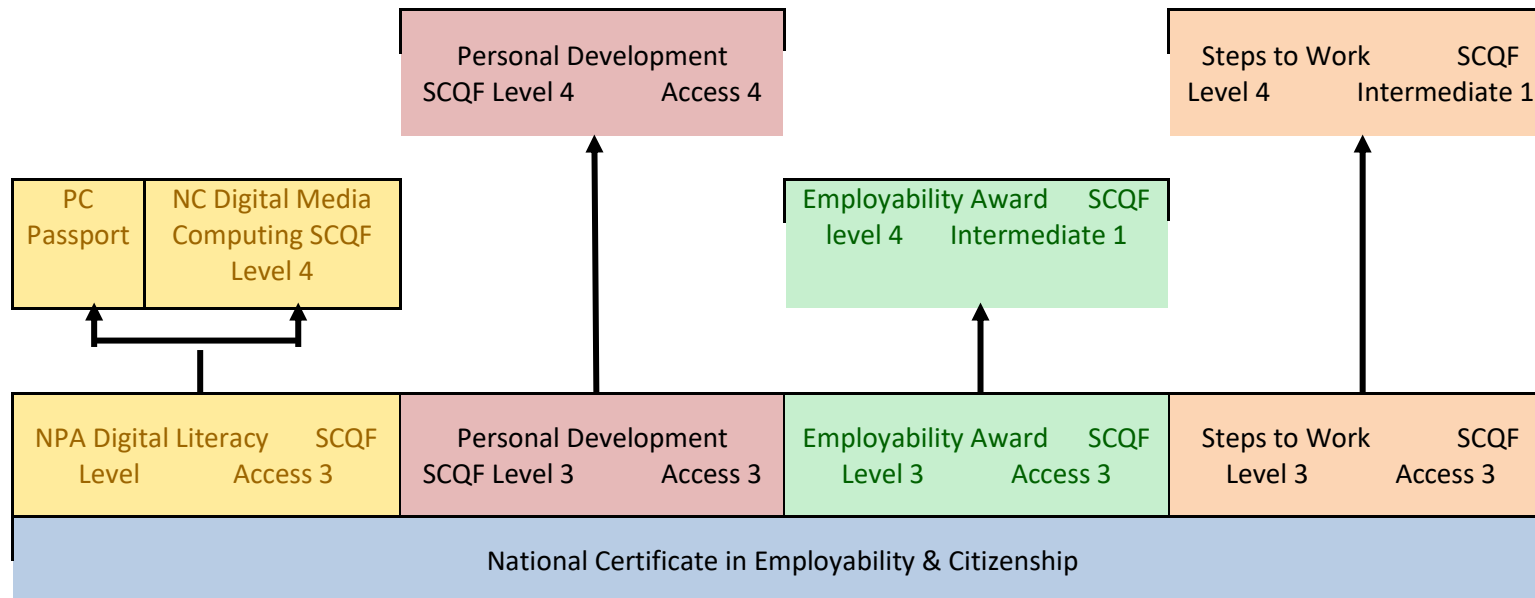 Personal Development
SCQF Level 4 Access 4
Steps to Work SCQF
Level 4 Intermediate 1
PC
Passport
NC Digital Media
Computing SCQF
Level 4
Employability Award SCQF
level 4 Intermediate 1
NPA Digital Literacy SCQF
Level Access 3
Personal Development
SCQF Level 3 Access 3
Employability Award SCQF
Level 3 Access 3
Steps to Work SCQF
Level 3 Access 3
National Certificate in Employability & Citizenship